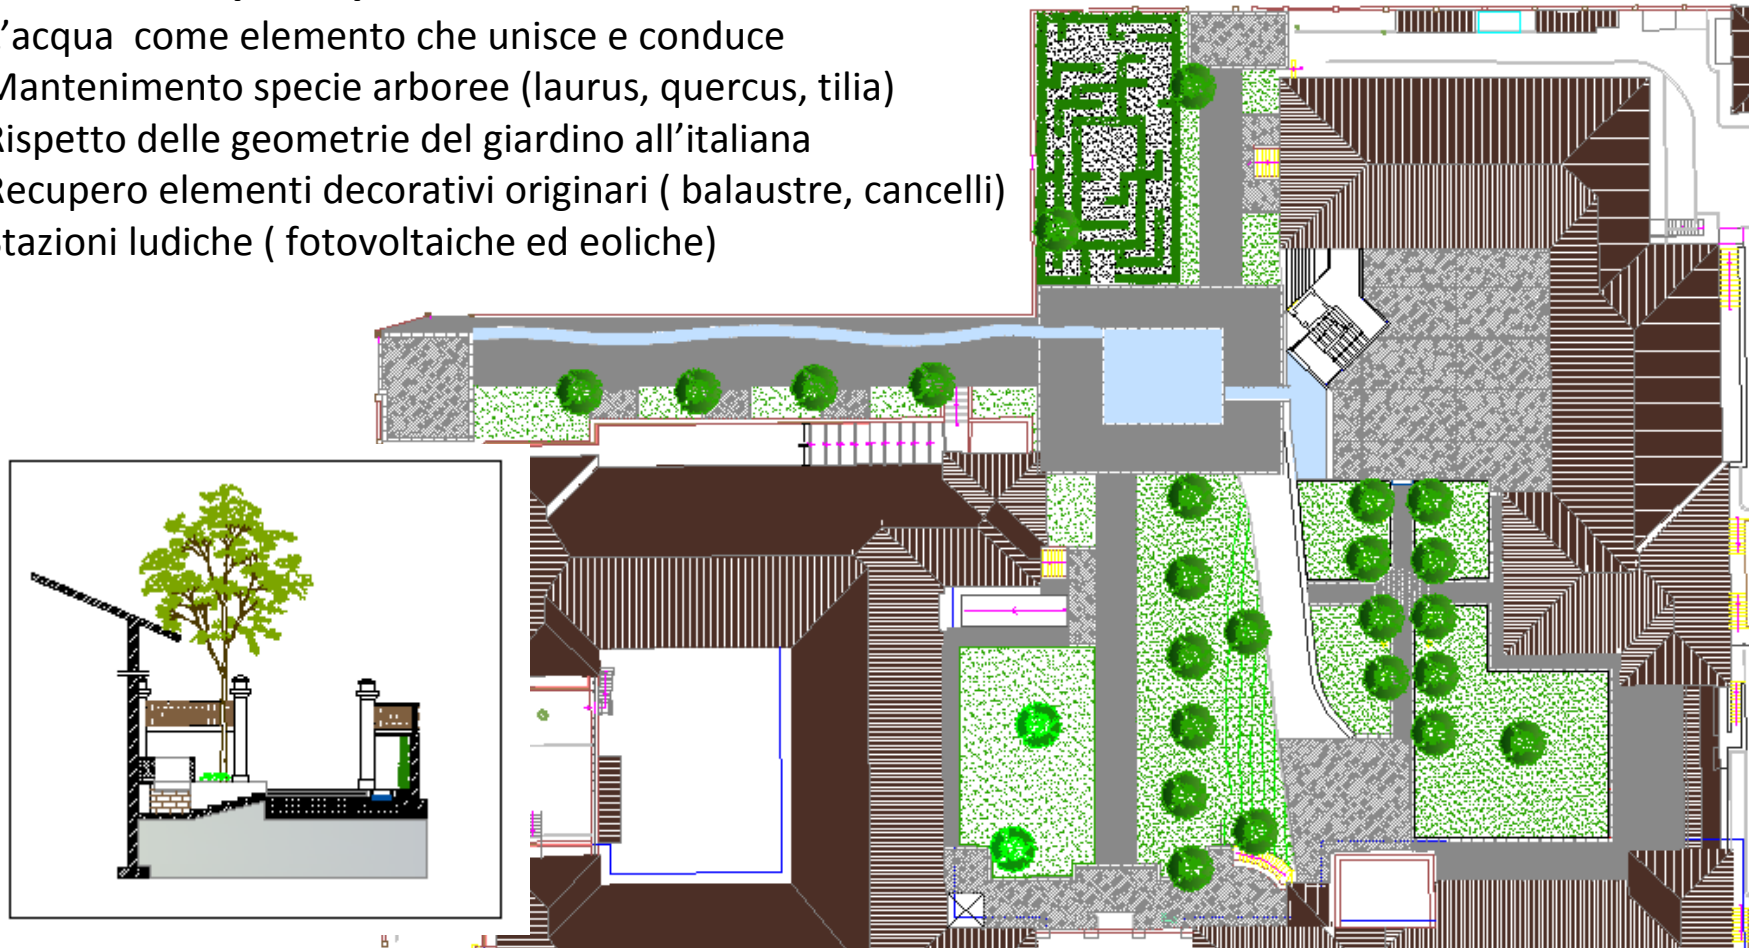 ’acqua come elemento che unisce e conduce
Mantenimento specie arboree (laurus, quercus, tilia)
Rispetto delle geometrie del giardino all’italiana
Recupero elementi decorativi originari ( balaustre, cancelli)
Stazioni ludiche ( fotovoltaiche ed eoliche)